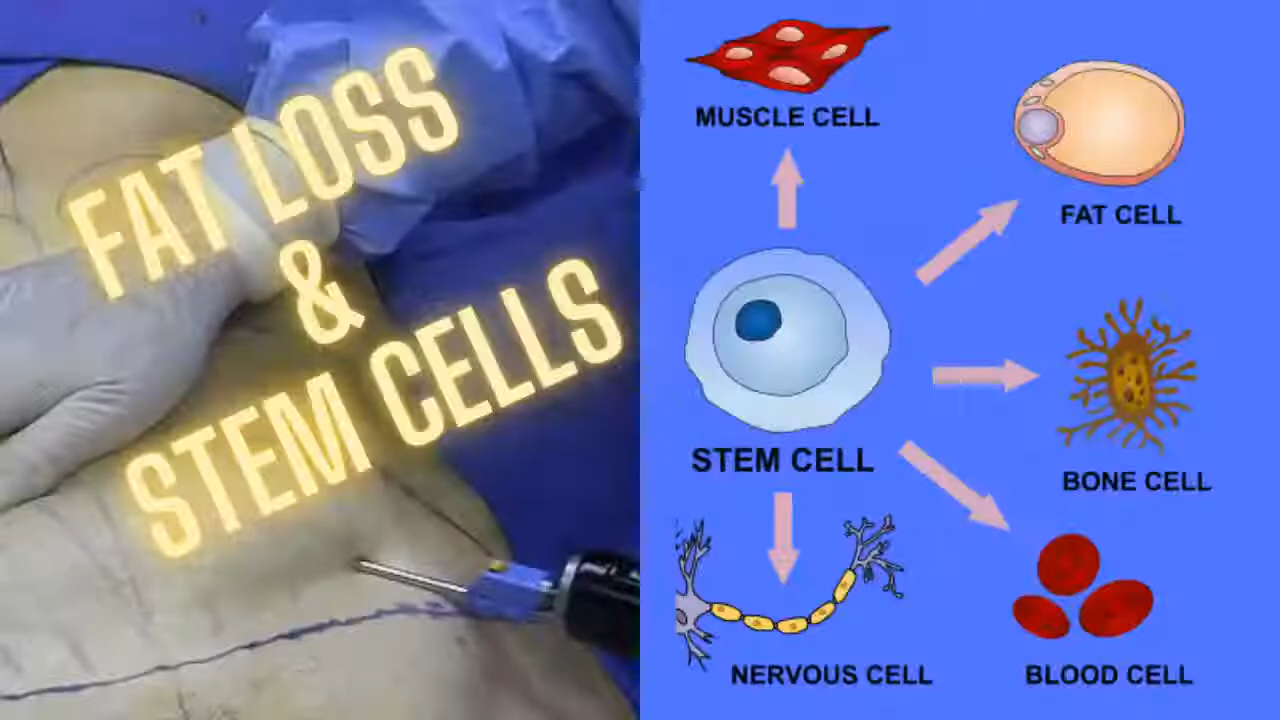 FAT LOSS
&
STEM CELLS
MUSCLE CELL
FAT CELL
STEM CELL
BONE CELL
NERVOUS CELL
BLOOD CELL